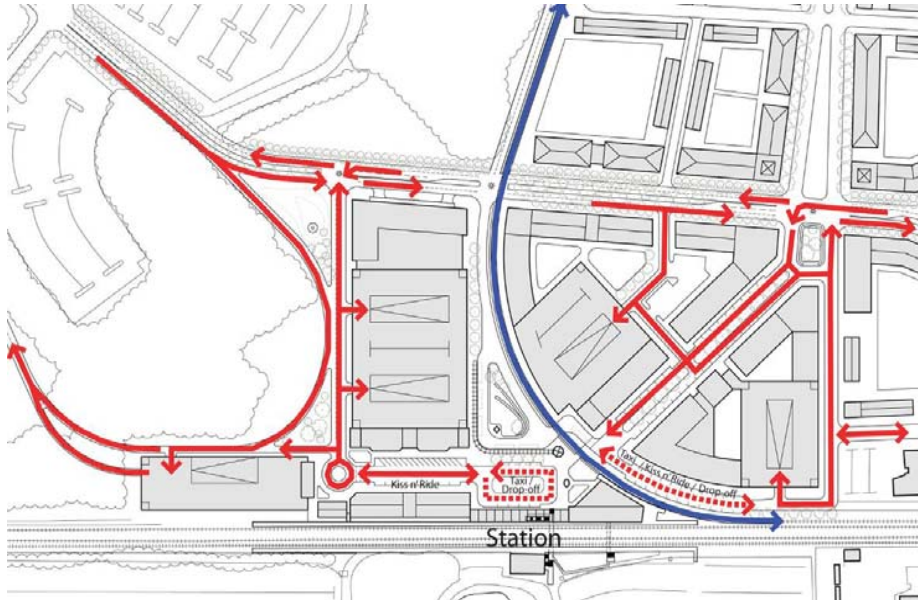 Taxi / Kiss n' Ride / Drop-off
Kiss n' Ride
Taxi /
Drop-off
Station